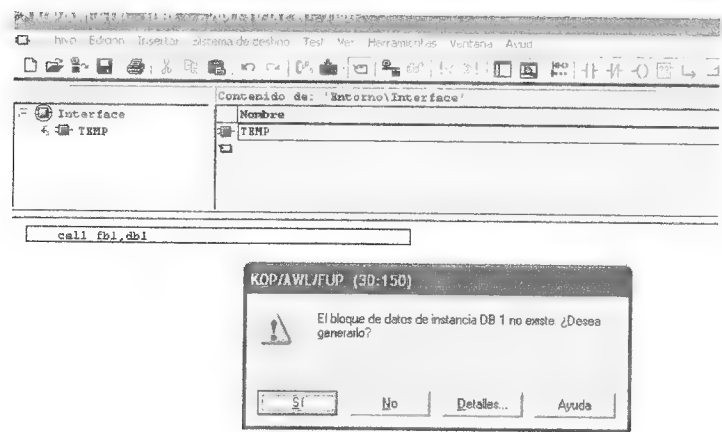 Edición Insertar Sistema de destino Test Ver Herramientas Ventana Ayud
Contenido de: 'Entorno\Interface'
Interface
Nombre
TEMP
TEMP
call fb1,db1
KOP/AWL/FUP (30:150)
El bloque de datos de instancia DB 1 no existe. ¿Desea
generarlo?
Sí
No
Detalles...
Ayuda